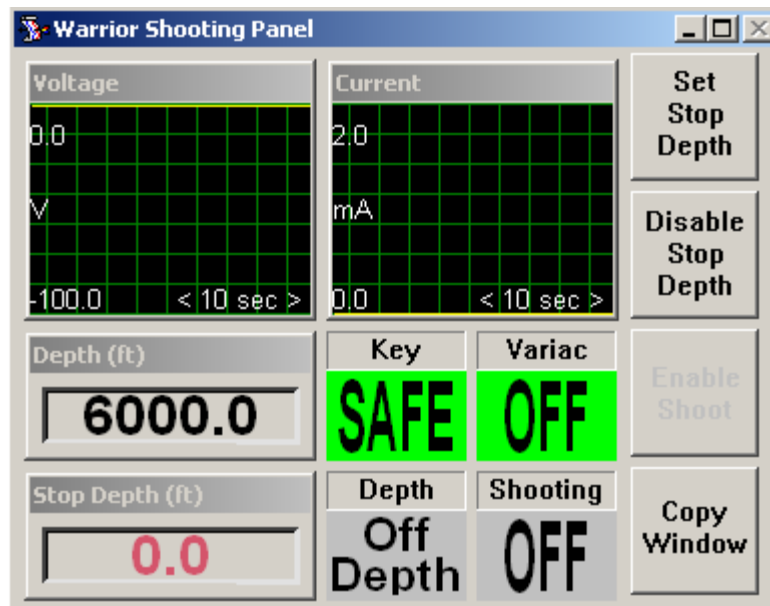 Warrior Shooting Panel
Voltage
0.0
V
-100.0
< 10 sec >
Current
2.0
mA
0.0
< 10 sec >
Set
Stop
Depth
Disable
Stop
Depth
Depth (ft)
6000.0
Key
SAFE
Variac
OFF
Enable
Shoot
Stop Depth (ft)
0.0
Depth
Off
Depth
Shooting
OFF
Copy
Window